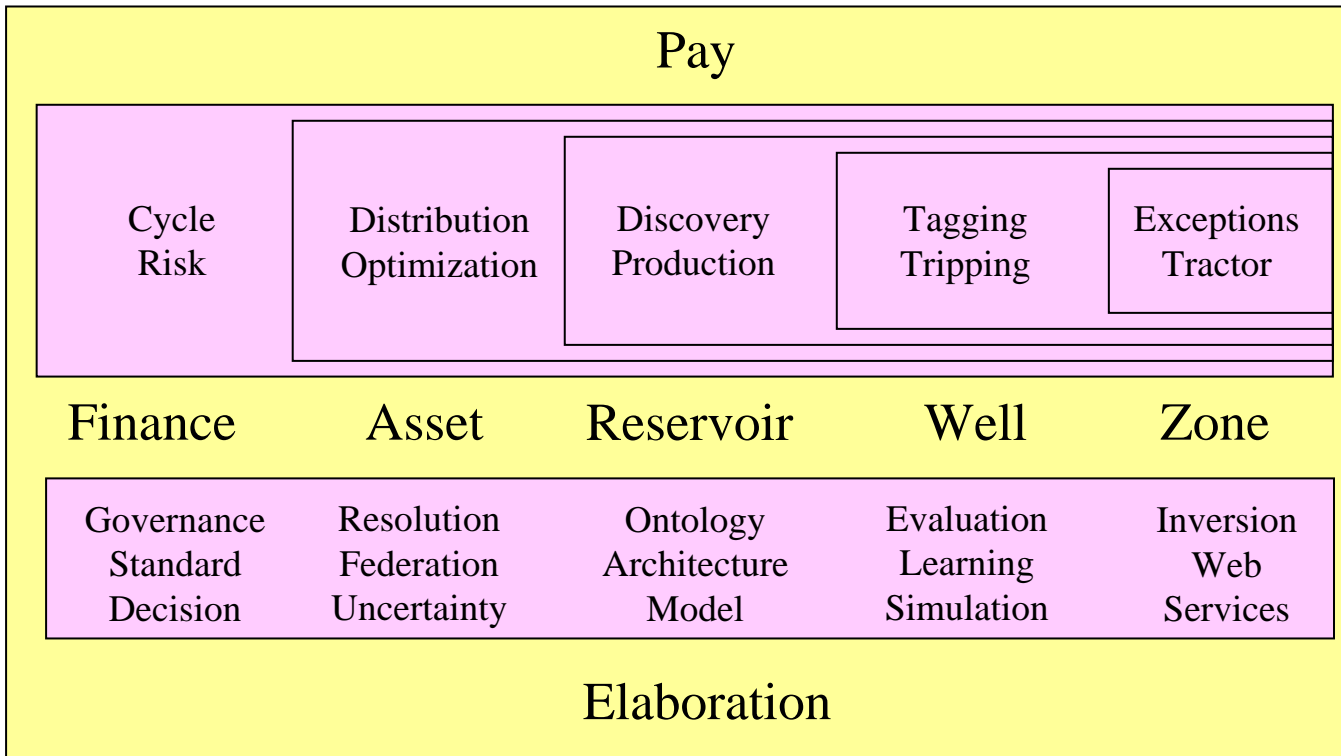 Pay
Cycle
Risk
Distribution
Optimization
Discovery
Production
Tagging
Tripping
Exceptions
Tractor
Finance
Asset
Reservoir
Well
Zone
Governance
Standard
Decision
Resolution
Federation
Uncertainty
Ontology
Architecture
Model
Evaluation
Learning
Simulation
Inversion
Web
Services
Elaboration